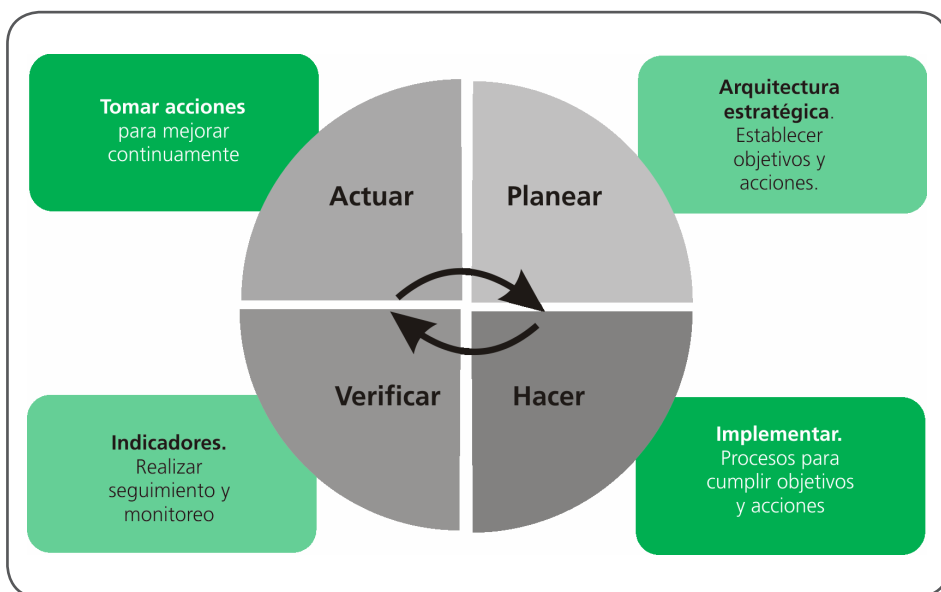 Tomar acciones
para mejorar
continuamente
Arquitectura
estratégica.
Establecer
objetivos y
acciones.
Actuar
Planear
Verificar
Hacer
Indicadores.
Realizar
seguimiento y
monitoreo
Implementar.
Procesos para
cumplir objetivos
y acciones